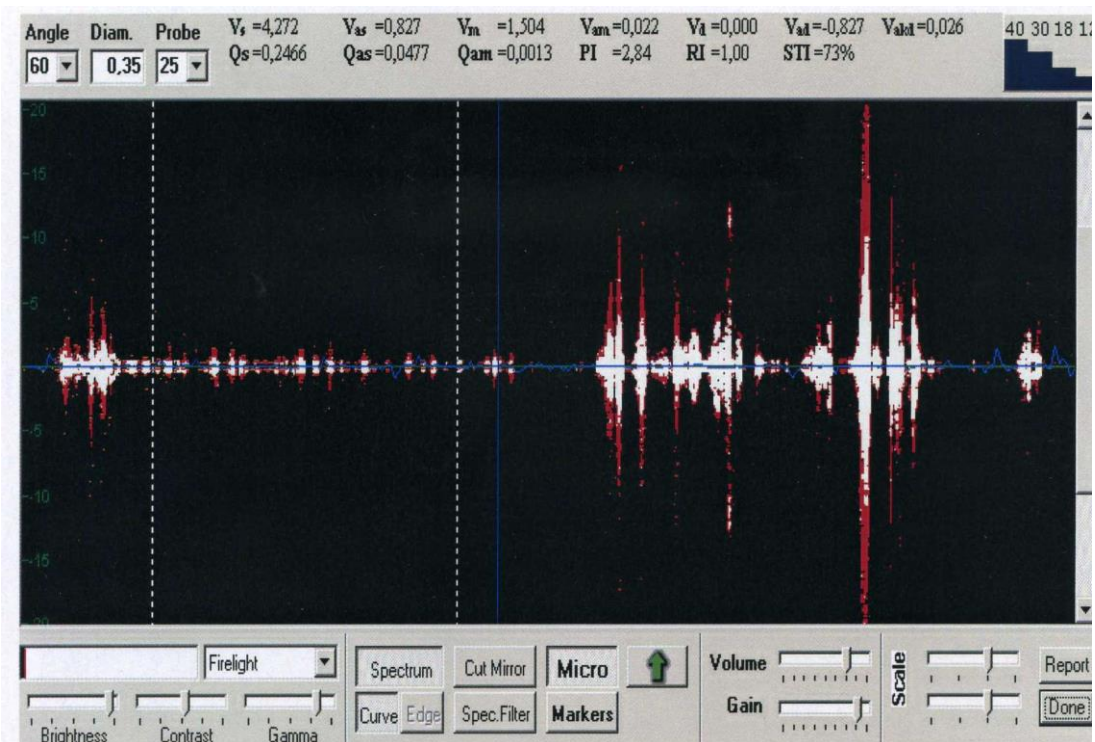 Angle Diam. Probe Vs =4,272 Vas =0,827 Vm =1,504 Vam =0,022 Vd =0,000 Vad =-0,827 Vakd =0,026 40 30 18 12
60 0,35 25 Qs =0,2466 Qas =0,0477 Qam =0,0013 PI =2,84 RI =1,00 STI =73%
-20
-15
-10
-5
-5
-10
-15
-20
Firelight Spectrum Cut Mirror Micro Volume Scale Report
Curve Edge Spec.Filter Markers Gain Done
Brightness Contrast Gamma